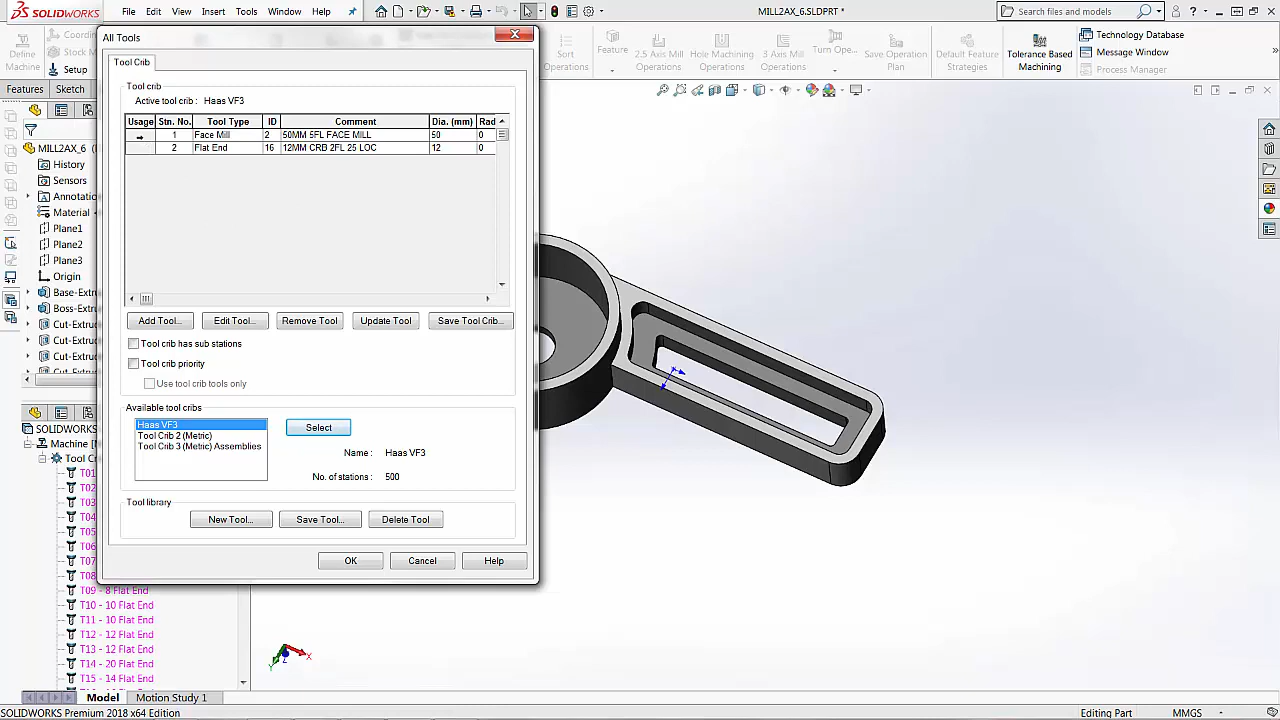 SOLIDWORKS File Edit View Insert Tools Window Help MILL2AX_6.SLDPRT * Search files and models
Define Machine Coordin Stock M Setup Sort Operations Feature 2.5 Axis Mill Operations Hole Machining Operations 3 Axis Mill Operations Turn Ope... Save Operation Plan Default Feature Strategies Tolerance Based Machining Technology Database
Message Window
Process Manager
Features Sketch
MILL2AX_6 (
History
Sensors
Annotatio
Material
Plane1
Plane2
Plane3
Origin
Base-Extr
Boss-Extru
Cut-Extru
Cut-Extru
Cut-Extru
Cut-Extru
SOLIDWORKS
Machine [
Tool Cr
T01
T02
T03
T04
T05
T06
T07
T08
T09 - 8 Flat End
T10 - 10 Flat End
T11 - 10 Flat End
T12 - 12 Flat End
T13 - 12 Flat End
T14 - 20 Flat End
T15 - 14 Flat End
All Tools
Tool Crib
Tool crib
Active tool crib : Haas VF3
Usage Stn. No. Tool Type ID Comment Dia. (mm) Rad
1 Face Mill 2 50MM 5FL FACE MILL 50 0
2 Flat End 16 12MM CRB 2FL 25 LOC 12 0
Add Tool... Edit Tool... Remove Tool Update Tool Save Tool Crib...
Tool crib has sub stations
Tool crib priority
Use tool crib tools only
Available tool cribs
Haas VF3
Tool Crib 2 (Metric)
Tool Crib 3 (Metric) Assemblies
Select
Name : Haas VF3
No. of stations : 500
Tool library
New Tool... Save Tool... Delete Tool
OK Cancel Help
X
Y
Z
Model Motion Study 1
SOLIDWORKS Premium 2018 x64 Edition Editing Part MMGS